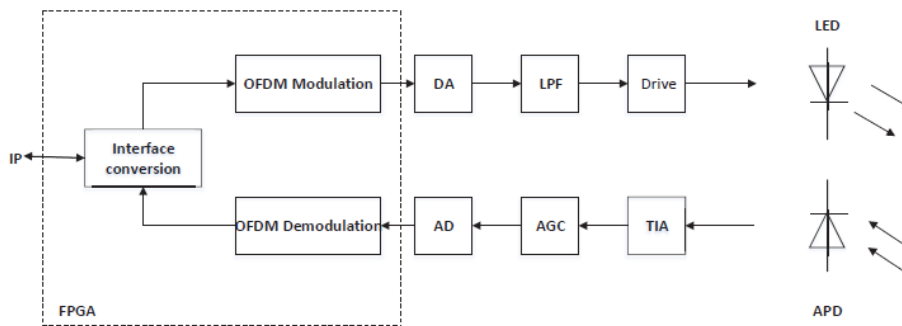 LED
OFDM Modulation
DA
LPF
Drive
IP
Interface
conversion
OFDM Demodulation
AD
AGC
TIA
FPGA
APD